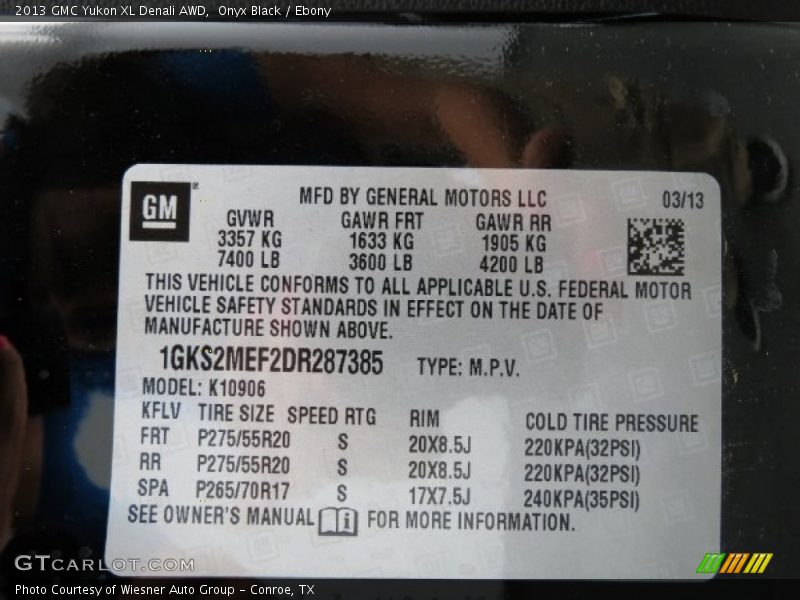 2013 GMC Yukon XL Denali AWD,  Onyx Black / Ebony
GM
MFD BY GENERAL MOTORS LLC 03/13
GVWR GAWR FRT GAWR RR
3357 KG 1633 KG 1905 KG
7400 LB 3600 LB 4200 LB
THIS VEHICLE CONFORMS TO ALL APPLICABLE U.S. FEDERAL MOTOR
VEHICLE SAFETY STANDARDS IN EFFECT ON THE DATE OF
MANUFACTURE SHOWN ABOVE.
1GKS2MEF2DR287385 TYPE: M.P.V.
MODEL: K10906
KFLV TIRE SIZE SPEED RTG RIM COLD TIRE PRESSURE
FRT P275/55R20 S 20X8.5J 220KPA(32PSI)
RR P275/55R20 S 20X8.5J 220KPA(32PSI)
SPA P265/70R17 S 17X7.5J 240KPA(35PSI)
SEE OWNER'S MANUAL FOR MORE INFORMATION.
GTcarlot.com
Photo Courtesy of Wiesner Auto Group - Conroe, TX